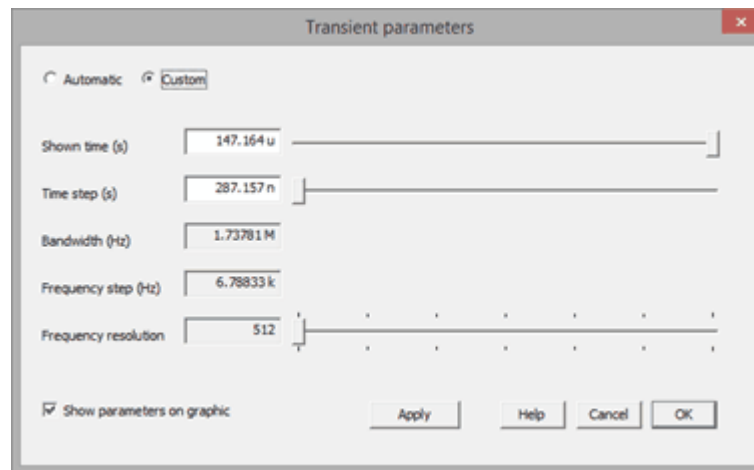 Transient parameters
Automatic Custom
Shown time (s) 147.164 u
Time step (s) 287.157 n
Bandwidth (Hz) 1.73781 M
Frequency step (Hz) 6.78833 k
Frequency resolution 512
Show parameters on graphic Apply Help Cancel OK